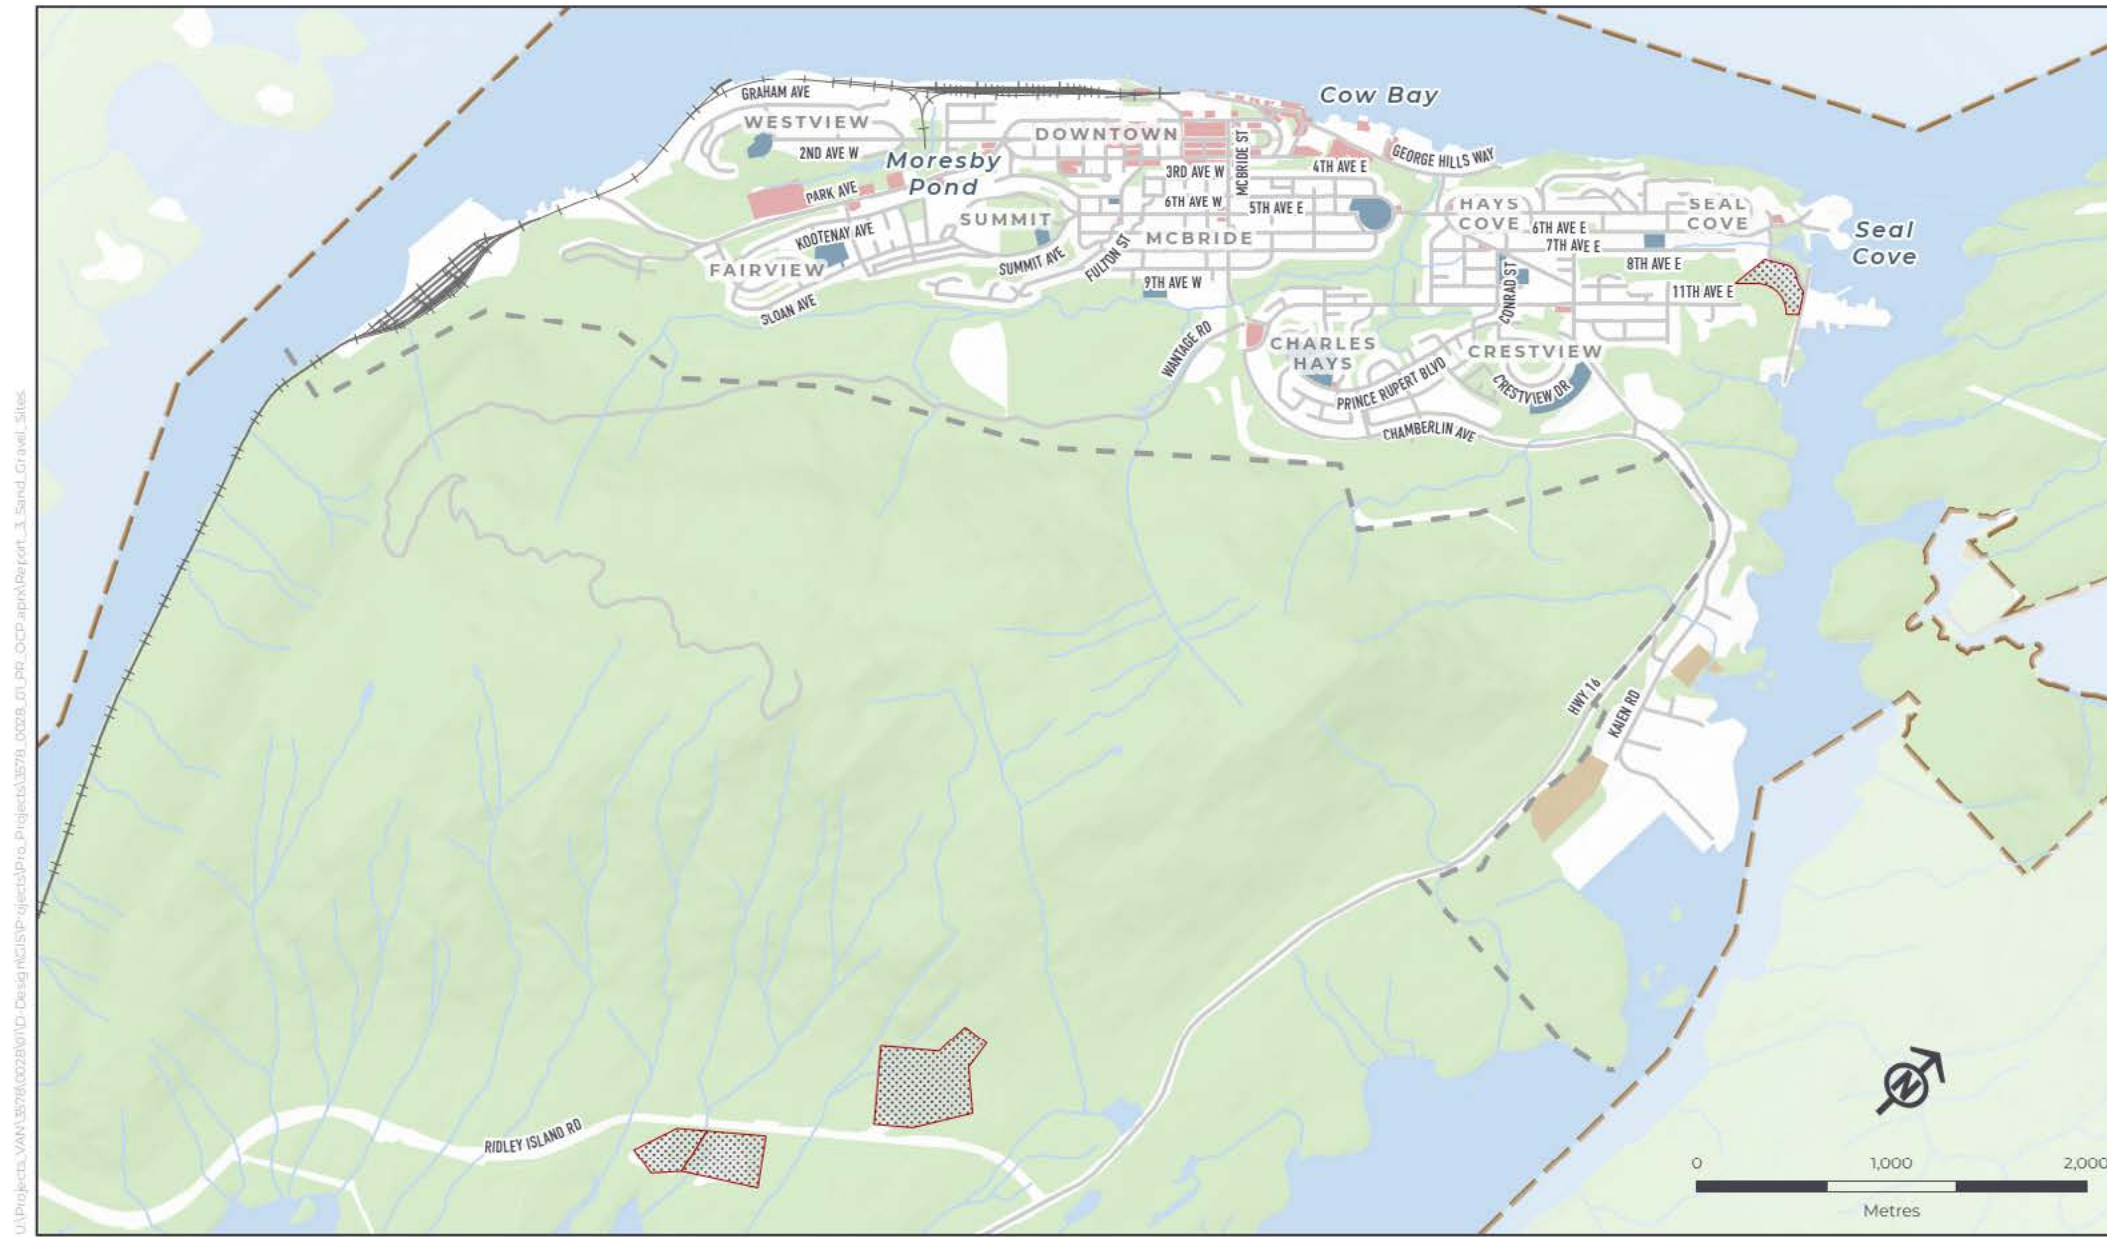 Cow Bay
GRAHAM AVE
WESTVIEW
DOWNTOWN
2ND AVE W
Moresby
Pond
MCBRIDE ST
3RD AVE W
4TH AVE E
GEORGE HILLS WAY
PARK AVE
6TH AVE W
5TH AVE E
SUMMIT
KOOTENAY AVE
MCBRIDE
HAYS
COVE
6TH AVE E
7TH AVE E
SEAL
COVE
Seal
Cove
FAIRVIEW
SUMMIT AVE
FULTON ST
8TH AVE E
9TH AVE W
CONRAD ST
11TH AVE E
SLOAN AVE
WANTAGE RD
CHARLES
HAYS
CRESTVIEW
PRINCE RUPERT BLVD
CRESTVIEW DR
CHAMBERLIN AVE
HWY 16
KAIEN RD
RIDLEY ISLAND RD
N
0 1,000 2,000
Metres